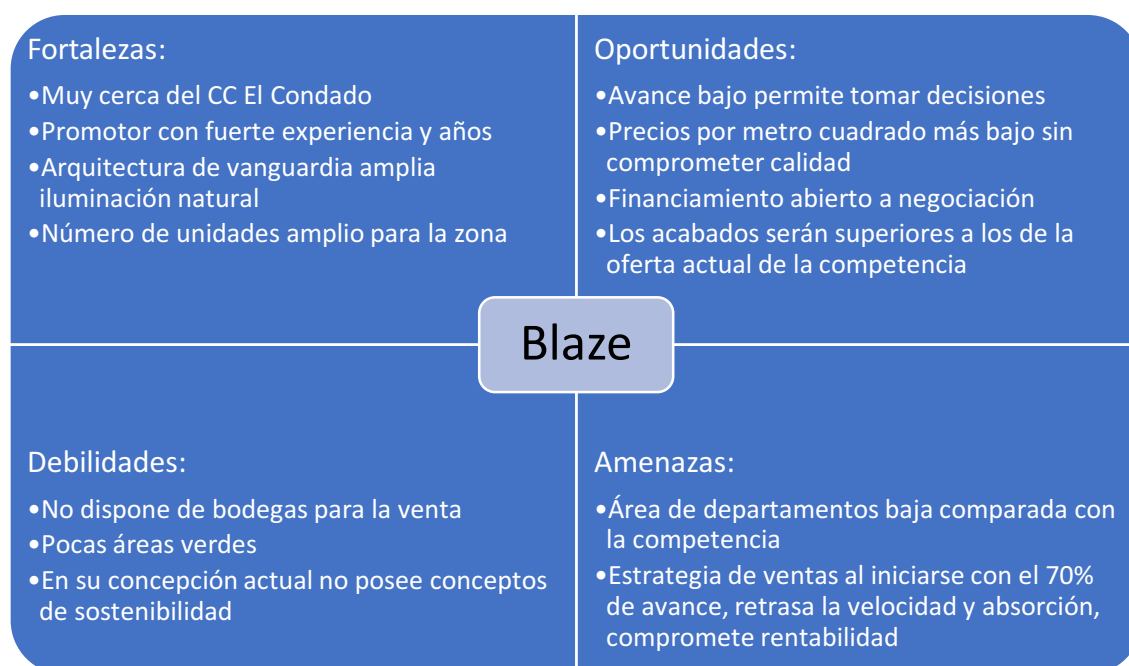 Fortalezas:
•Muy cerca del CC El Condado
•Promotor con fuerte experiencia y años
•Arquitectura de vanguardia amplia
iluminación natural
•Número de unidades amplio para la zona
Oportunidades:
•Avance bajo permite tomar decisiones
•Precios por metro cuadrado más bajo sin
comprometer calidad
•Financiamiento abierto a negociación
•Los acabados serán superiores a los de la
oferta actual de la competencia
Blaze
Debilidades:
•No dispone de bodegas para la venta
•Pocas áreas verdes
•En su concepción actual no posee conceptos
de sostenibilidad
Amenazas:
•Área de departamentos baja comparada con
la competencia
•Estrategia de ventas al iniciarse con el 70%
de avance, retrasa la velocidad y absorción,
compromete rentabilidad